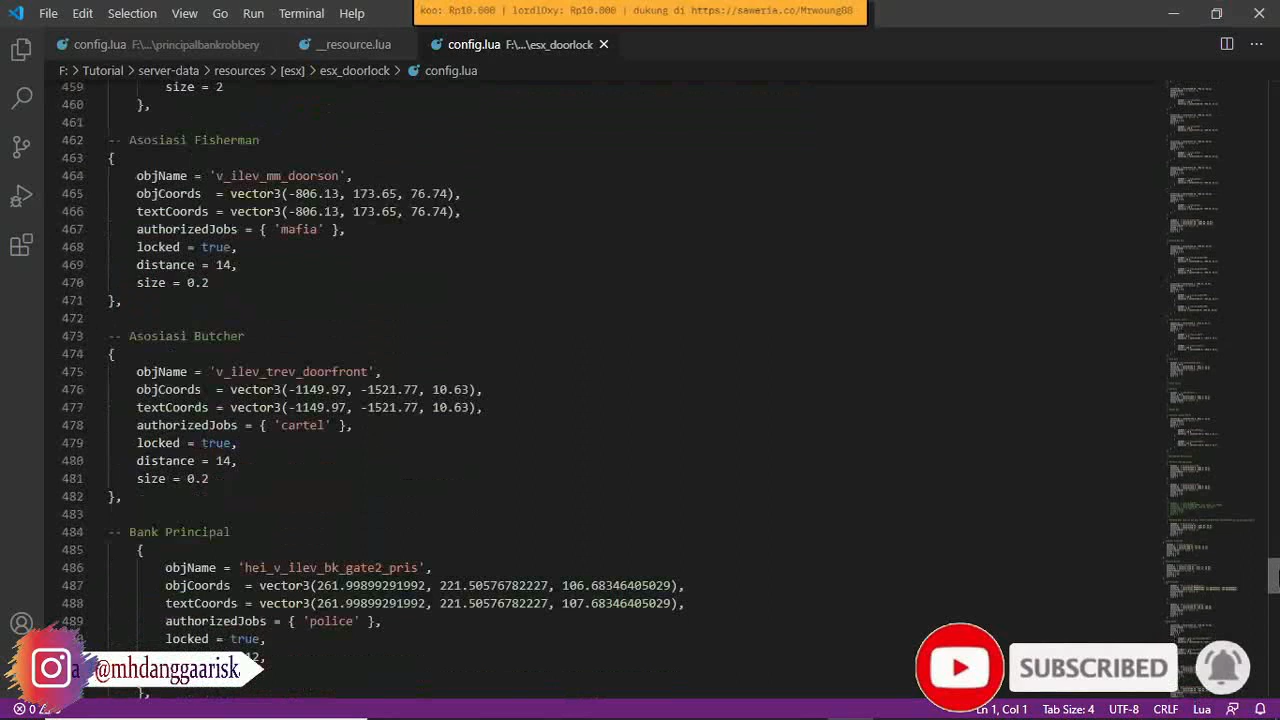 File Edit Selection View Go Run Terminal Help
koo: Rp10.000 | lordlOxy: Rp10.000 | dukung di https://saweria.co/Mrwoung88
config.lua F:\...\principalbankrobbery
__resource.lua
config.lua F:\...\esx_doorlock
F: > Tutorial > server-data > resources > [esx] > esx_doorlock > config.lua
459 size = 2
460 },
461
462 -- Asosiasi Fisherman
463 {
464 objName = 'v_ilev_mm_doorson',
465 objCoords  = vector3(-806.13, 173.65, 76.74),
466 textCoords = vector3(-806.13, 173.65, 76.74),
467 authorizedJobs = { 'mafia' },
468 locked = true,
469 distance = 14,
470 size = 0.2
471 },
472
473 -- Asosiasi Butcher
474 {
475 objName = 'v_ilev_trev_doorfront',
476 objCoords  = vector3(-1149.97, -1521.77, 10.63),
477 textCoords = vector3(-1149.97, -1521.77, 10.63),
478 authorizedJobs = { 'cartel' },
479 locked = true,
480 distance = 14,
481 size = 0.2
482 },
483
484 -- Bank Principal
485 {
486 objName = 'hei_v_ilev_bk_gate2_pris',
487 objCoords  = vector3(261.99899291992, 221.50576782227, 106.68346405029),
488 textCoords = vector3(261.99899291992, 221.50576782227, 107.68346405029),
489 authorizedJobs = { 'police' },
locked = true,
@mhdanggaarisk
SUBSCRIBED
Ln 1, Col 1 Tab Size: 4 UTF-8 CRLF Lua